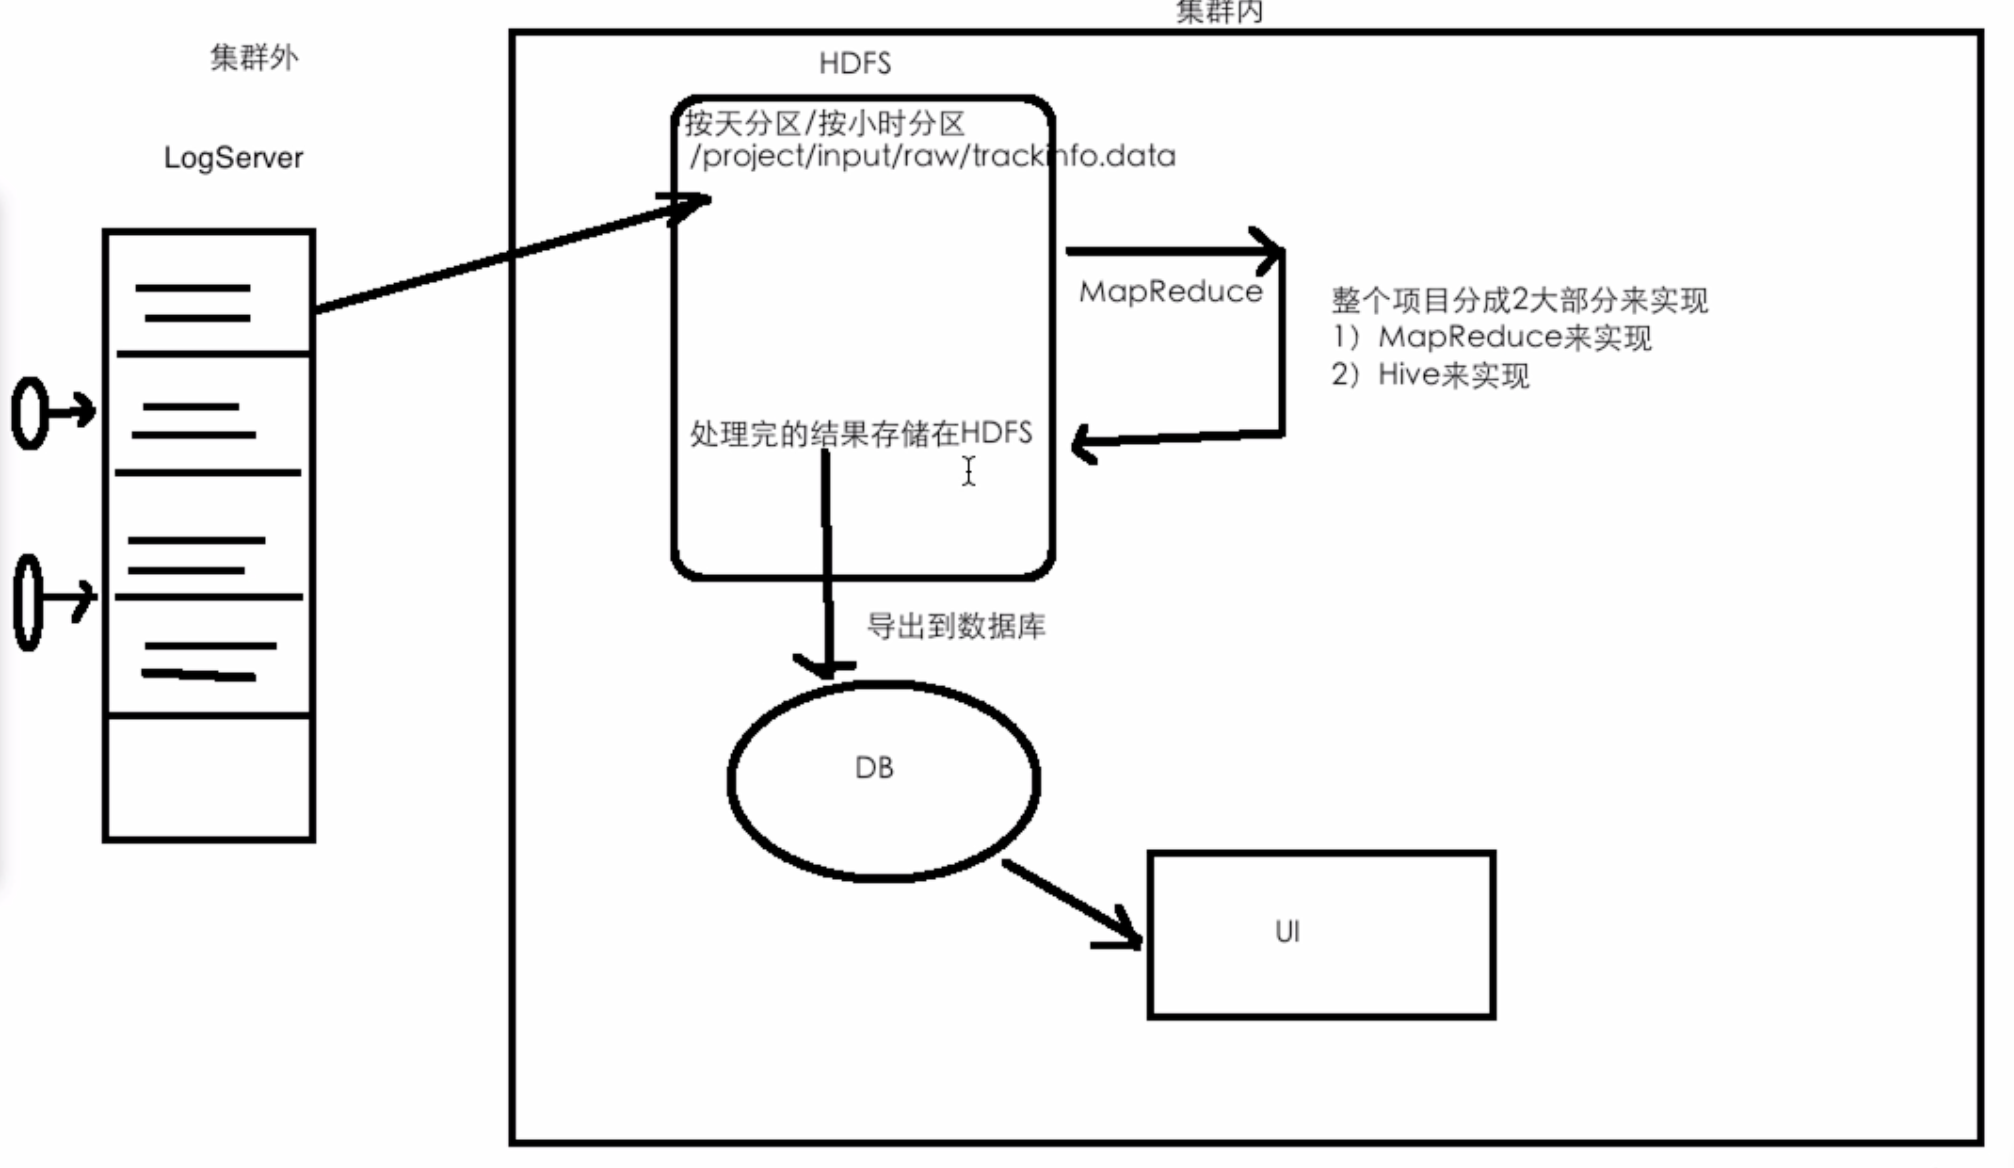 集群内
集群外
HDFS
LogServer
按天分区/按小时分区
/project/input/raw/trackinfo.data
MapReduce
整个项目分成2大部分来实现
1）MapReduce来实现
2）Hive来实现
处理完的结果存储在HDFS
导出到数据库
DB
UI